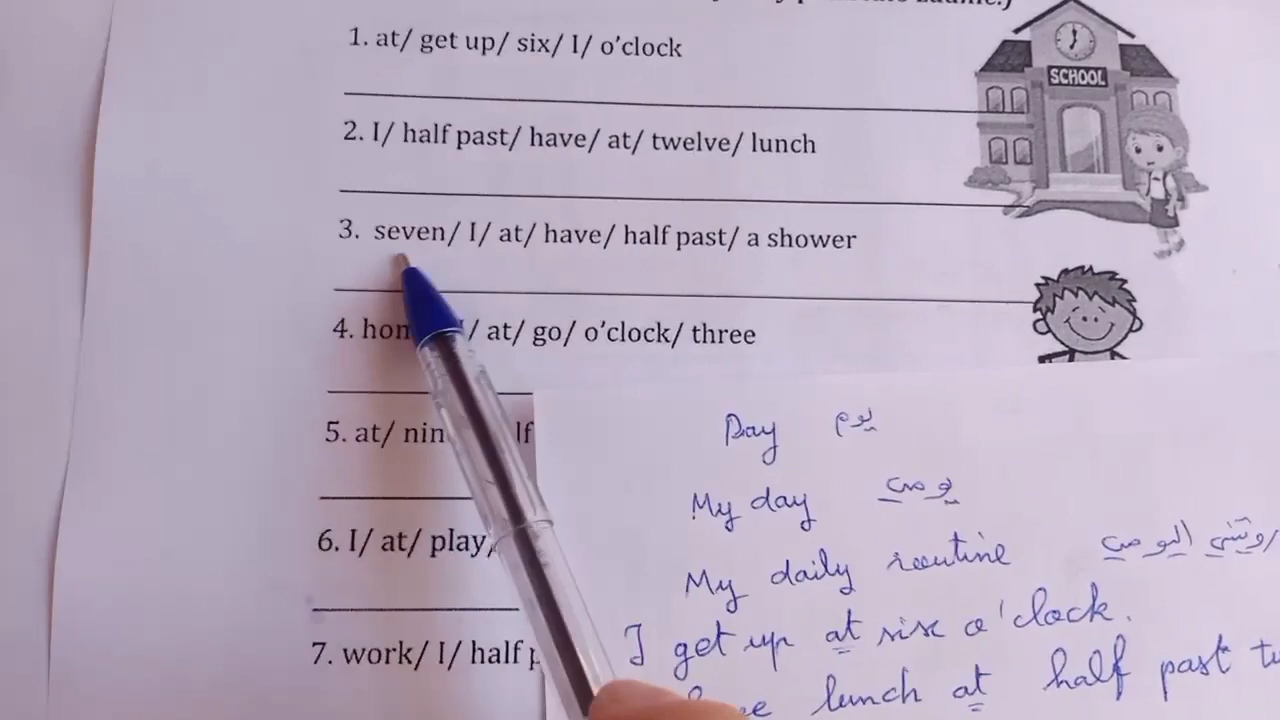 1. at/ get up/ six/ I/ o'clock
SCHOOL
2. I/ half past/ have/ at/ twelve/ lunch
3. seven/ I/ at/ have/ half past/ a shower
4. I/ at/ go/ o'clock/ three
5. at/
6. I/ at/ play/
7. work/ I/ half
Day يوم
My day يومي
My daily routine روتيني اليومي
I get up at six o'clock.
lunch at half past